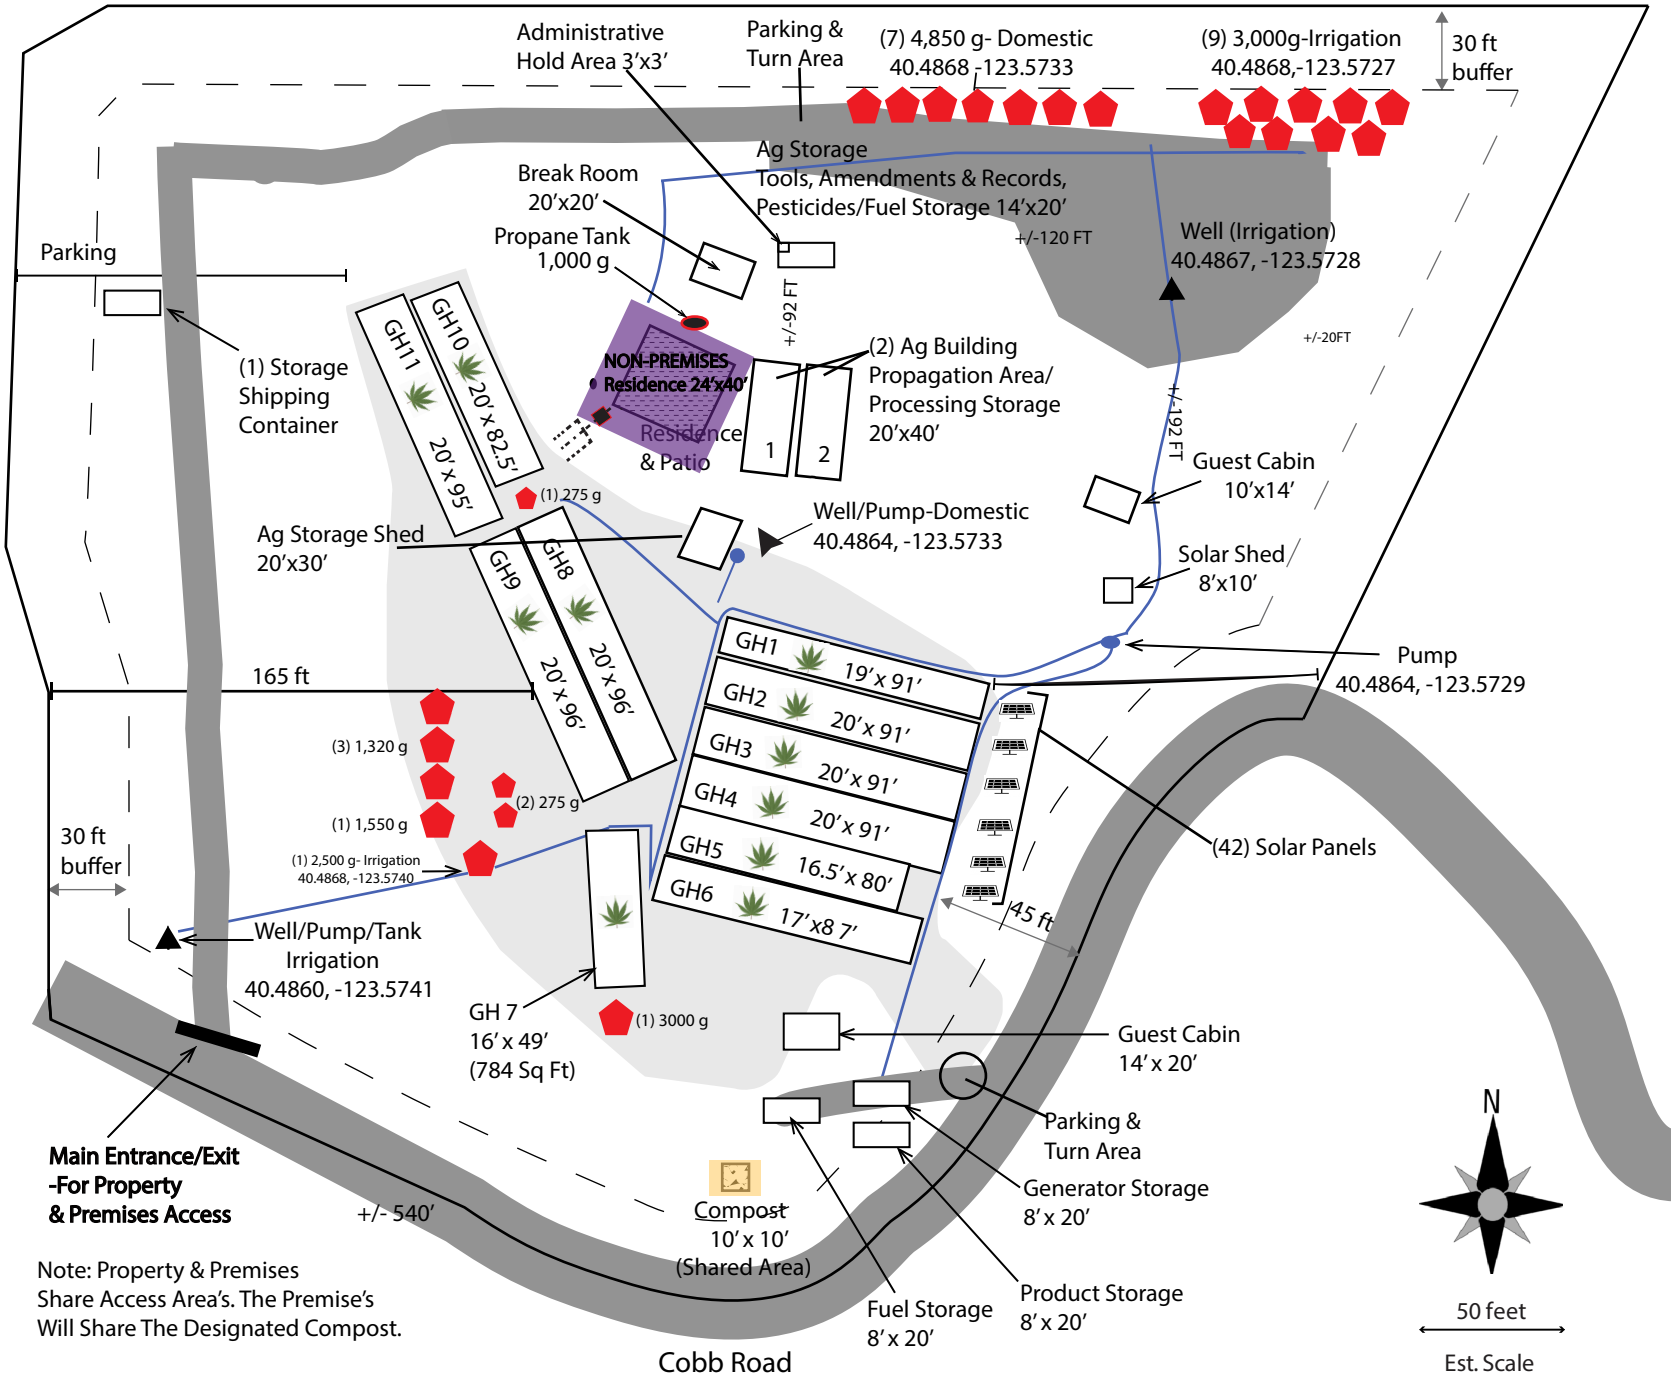 Administrative
Hold Area 3'x3'
Parking &
Turn Area
(7) 4,850 g- Domestic
40.4868 -123.5733
(9) 3,000g-Irrigation
40.4868,-123.5727
30 ft
buffer
Ag Storage
Tools, Amendments & Records,
Pesticides/Fuel Storage 14'x20'
Break Room
20'x20'
Propane Tank
1,000 g
+/-120 FT
Well (Irrigation)
40.4867, -123.5728
Parking
+/-92 FT
+/-20FT
(1) Storage
Shipping
Container
GH11
20' x 95'
GH10
20' x 82.5'
NON-PREMISES
Residence 24'x40'
Residence
& Patio
1
2
(2) Ag Building
Propagation Area/
Processing Storage
20'x40'
+/-192 FT
Guest Cabin
10'x14'
(1) 275 g
Ag Storage Shed
20'x30'
Well/Pump-Domestic
40.4864, -123.5733
Solar Shed
8'x10'
GH9
20' x 96'
GH8
20' x 96'
Pump
40.4864, -123.5729
165 ft
GH1
19' x 91'
GH2
20' x 91'
GH3
20' x 91'
GH4
20' x 91'
GH5
16.5' x 80'
GH6
17' x8 7'
(3) 1,320 g
(2) 275 g
(1) 1,550 g
(1) 2,500 g- Irrigation
40.4868, -123.5740
30 ft
buffer
(42) Solar Panels
45 ft
Well/Pump/Tank
Irrigation
40.4860, -123.5741
GH 7
16' x 49'
(784 Sq Ft)
(1) 3000 g
Guest Cabin
14' x 20'
Parking &
Turn Area
Main Entrance/Exit
-For Property
& Premises Access
+/- 540'
Generator Storage
8' x 20'
Compost
10' x 10'
(Shared Area)
Product Storage
8' x 20'
Fuel Storage
8' x 20'
Note: Property & Premises
Share Access Area's. The Premise's
Will Share The Designated Compost.
Cobb Road
N
50 feet
Est. Scale